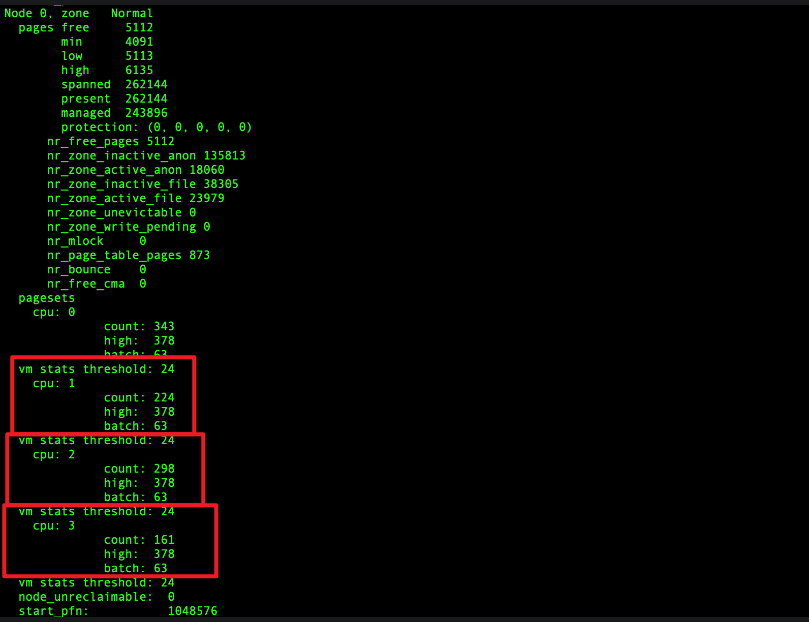 Node 0, zone   Normal
  pages free     5112
        min      4091
        low      5113
        high     6135
        spanned  262144
        present  262144
        managed  243896
        protection: (0, 0, 0, 0, 0)
      nr_free_pages 5112
      nr_zone_inactive_anon 135813
      nr_zone_active_anon 18060
      nr_zone_inactive_file 38305
      nr_zone_active_file 23979
      nr_zone_unevictable 0
      nr_zone_write_pending 0
      nr_mlock     0
      nr_page_table_pages 873
      nr_bounce    0
      nr_free_cma  0
  pagesets
    cpu: 0
              count: 343
              high:  378
              batch: 63
  vm stats threshold: 24
    cpu: 1
              count: 224
              high:  378
              batch: 63
  vm stats threshold: 24
    cpu: 2
              count: 298
              high:  378
              batch: 63
  vm stats threshold: 24
    cpu: 3
              count: 161
              high:  378
              batch: 63
  vm stats threshold: 24
  node_unreclaimable:  0
  start_pfn:           1048576